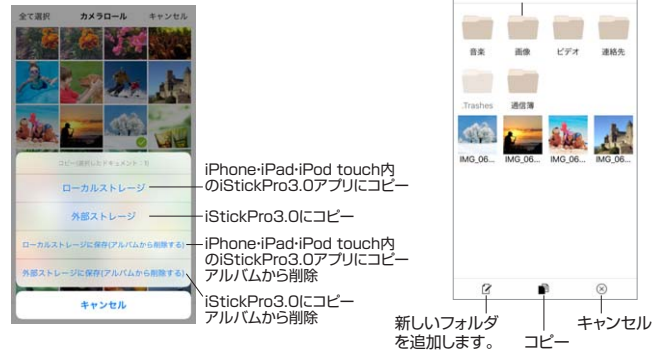 全て選択 カメラロール キャンセル
コピー(選択したドキュメント：1)
ローカルストレージ
外部ストレージ
ローカルストレージに保存(アルバムから削除する)
外部ストレージに保存(アルバムから削除する)
キャンセル
iPhone･iPad･iPod touch内
のiStickPro3.0アプリにコピー
iStickPro3.0にコピー
iPhone･iPad･iPod touch内
のiStickPro3.0アプリにコピー
アルバムから削除
iStickPro3.0にコピー
アルバムから削除
音楽 画像 ビデオ 連絡先
.Trashes 通信簿
IMG_06... IMG_06... IMG_06... IMG_06...
新しいフォルダ
を追加します。
コピー
キャンセル